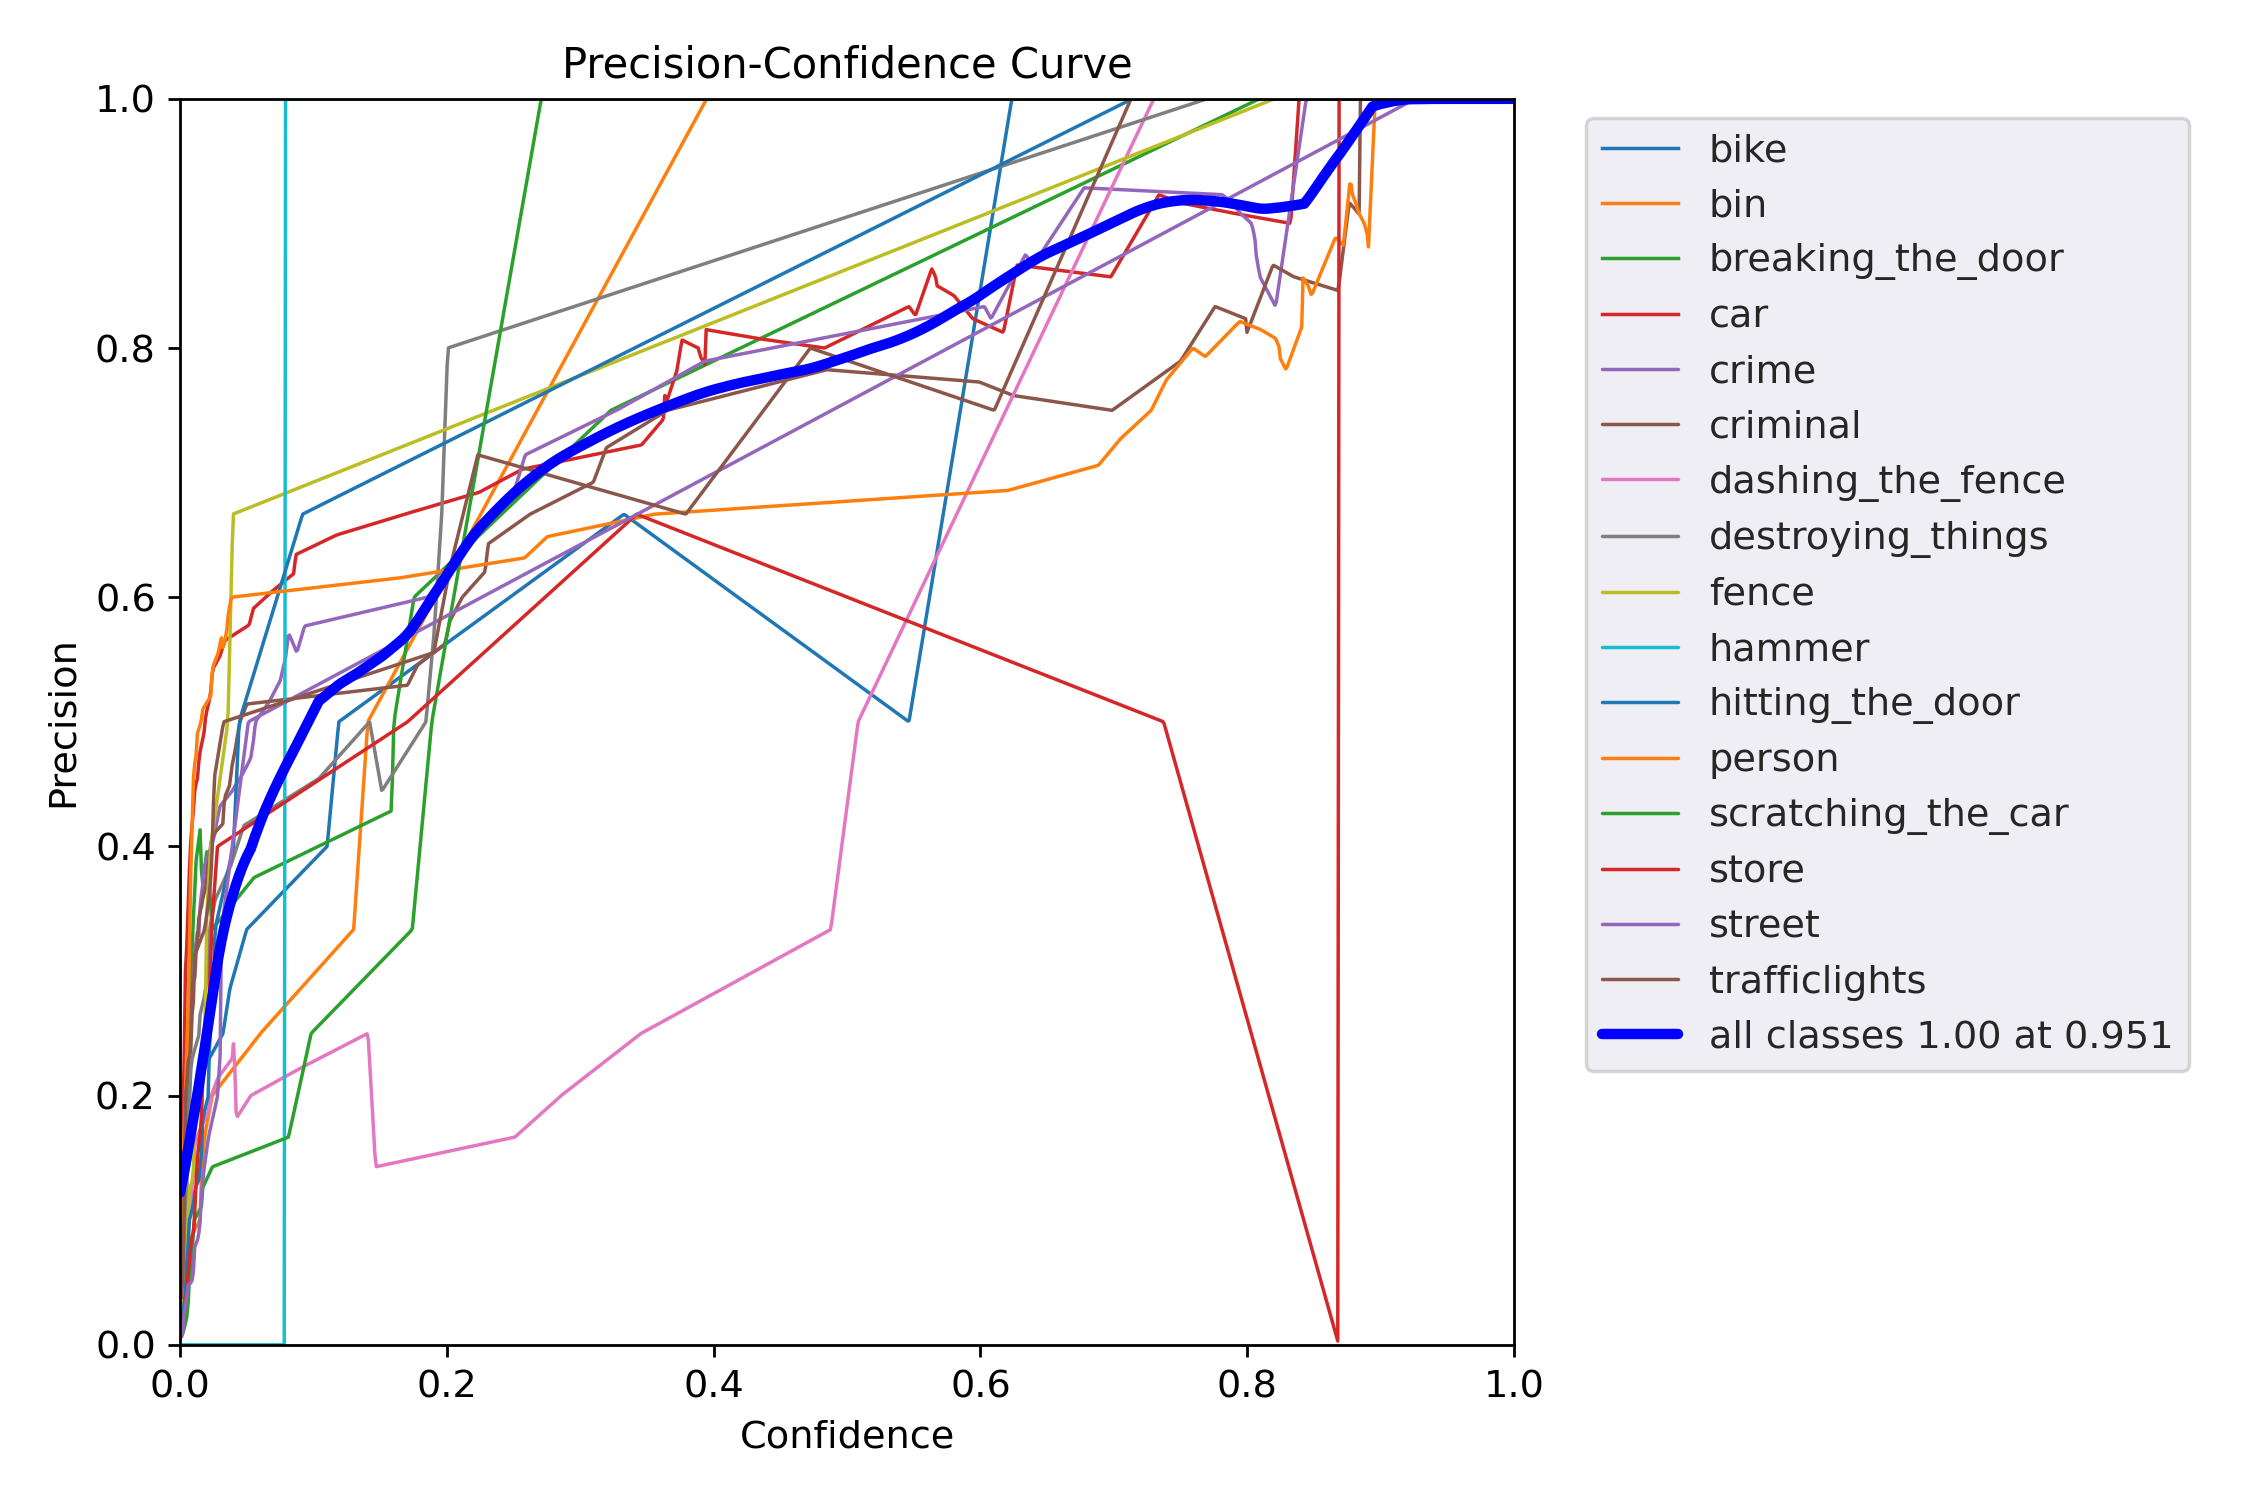 Precision-Confidence Curve
1.0
0.8
0.6
0.4
0.2
0.0
Precision
0.0 0.2 0.4 0.6 0.8 1.0
Confidence
bike
bin
breaking_the_door
car
crime
criminal
dashing_the_fence
destroying_things
fence
hammer
hitting_the_door
person
scratching_the_car
store
street
trafficlights
all classes 1.00 at 0.951